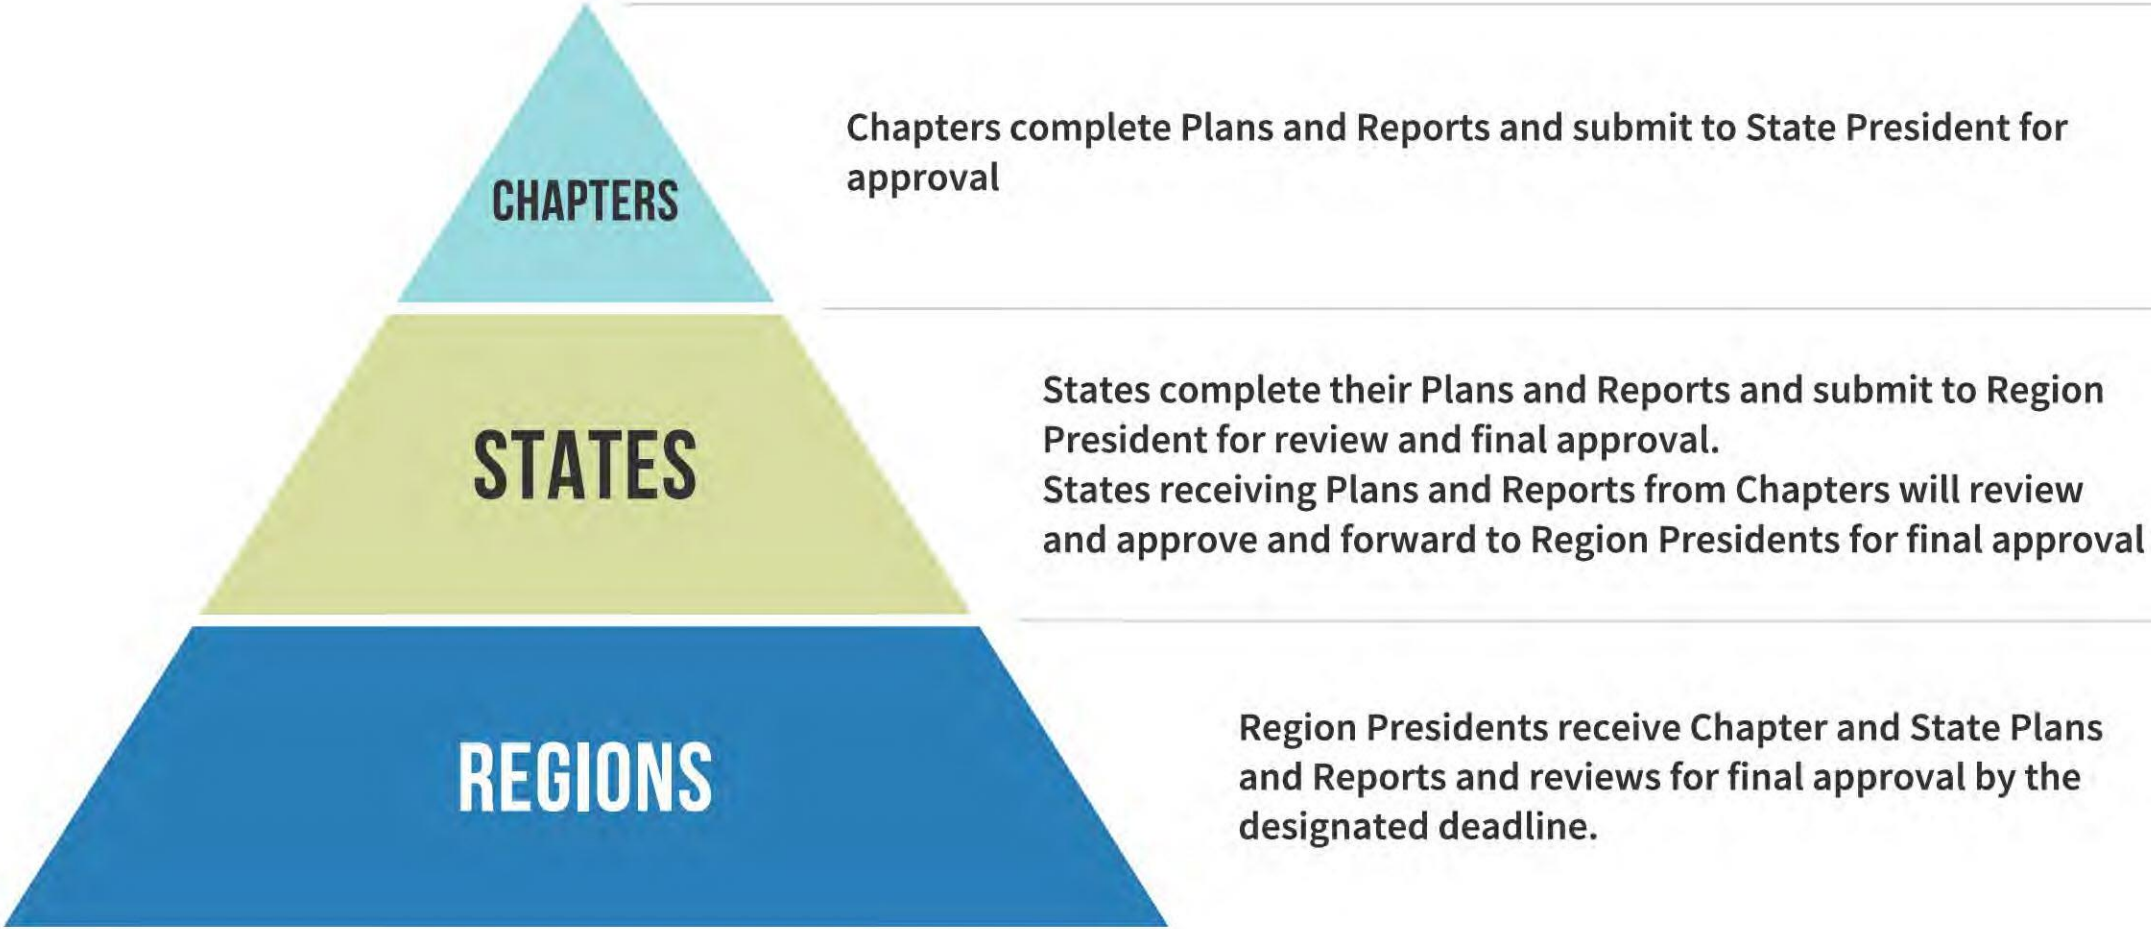 CHAPTERS
Chapters complete Plans and Reports and submit to State President for
approval
STATES
States complete their Plans and Reports and submit to Region
President for review and final approval.
States receiving Plans and Reports from Chapters will review
and approve and forward to Region Presidents for final approval
REGIONS
Region Presidents receive Chapter and State Plans
and Reports and reviews for final approval by the
designated deadline.